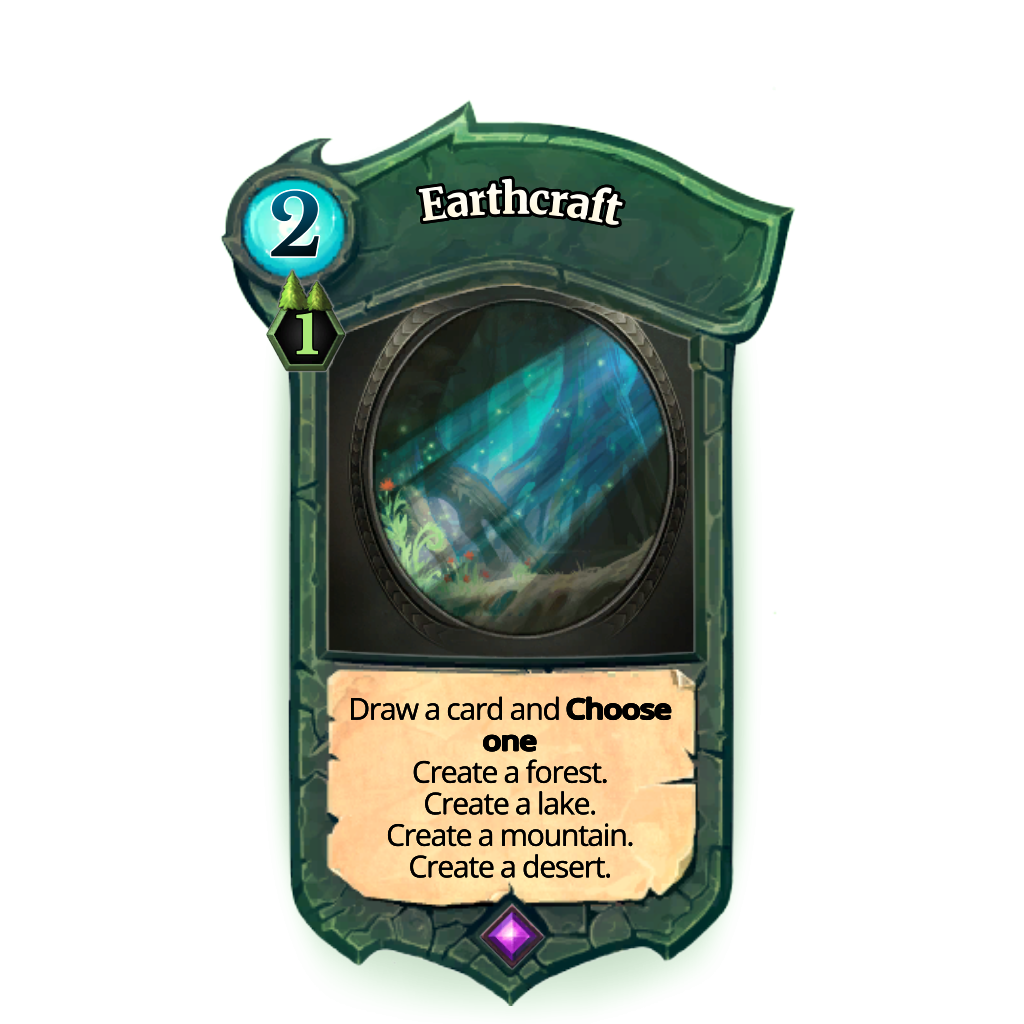 Earthcraft
2
1
Draw a card and Choose
one
Create a forest.
Create a lake.
Create a mountain.
Create a desert.